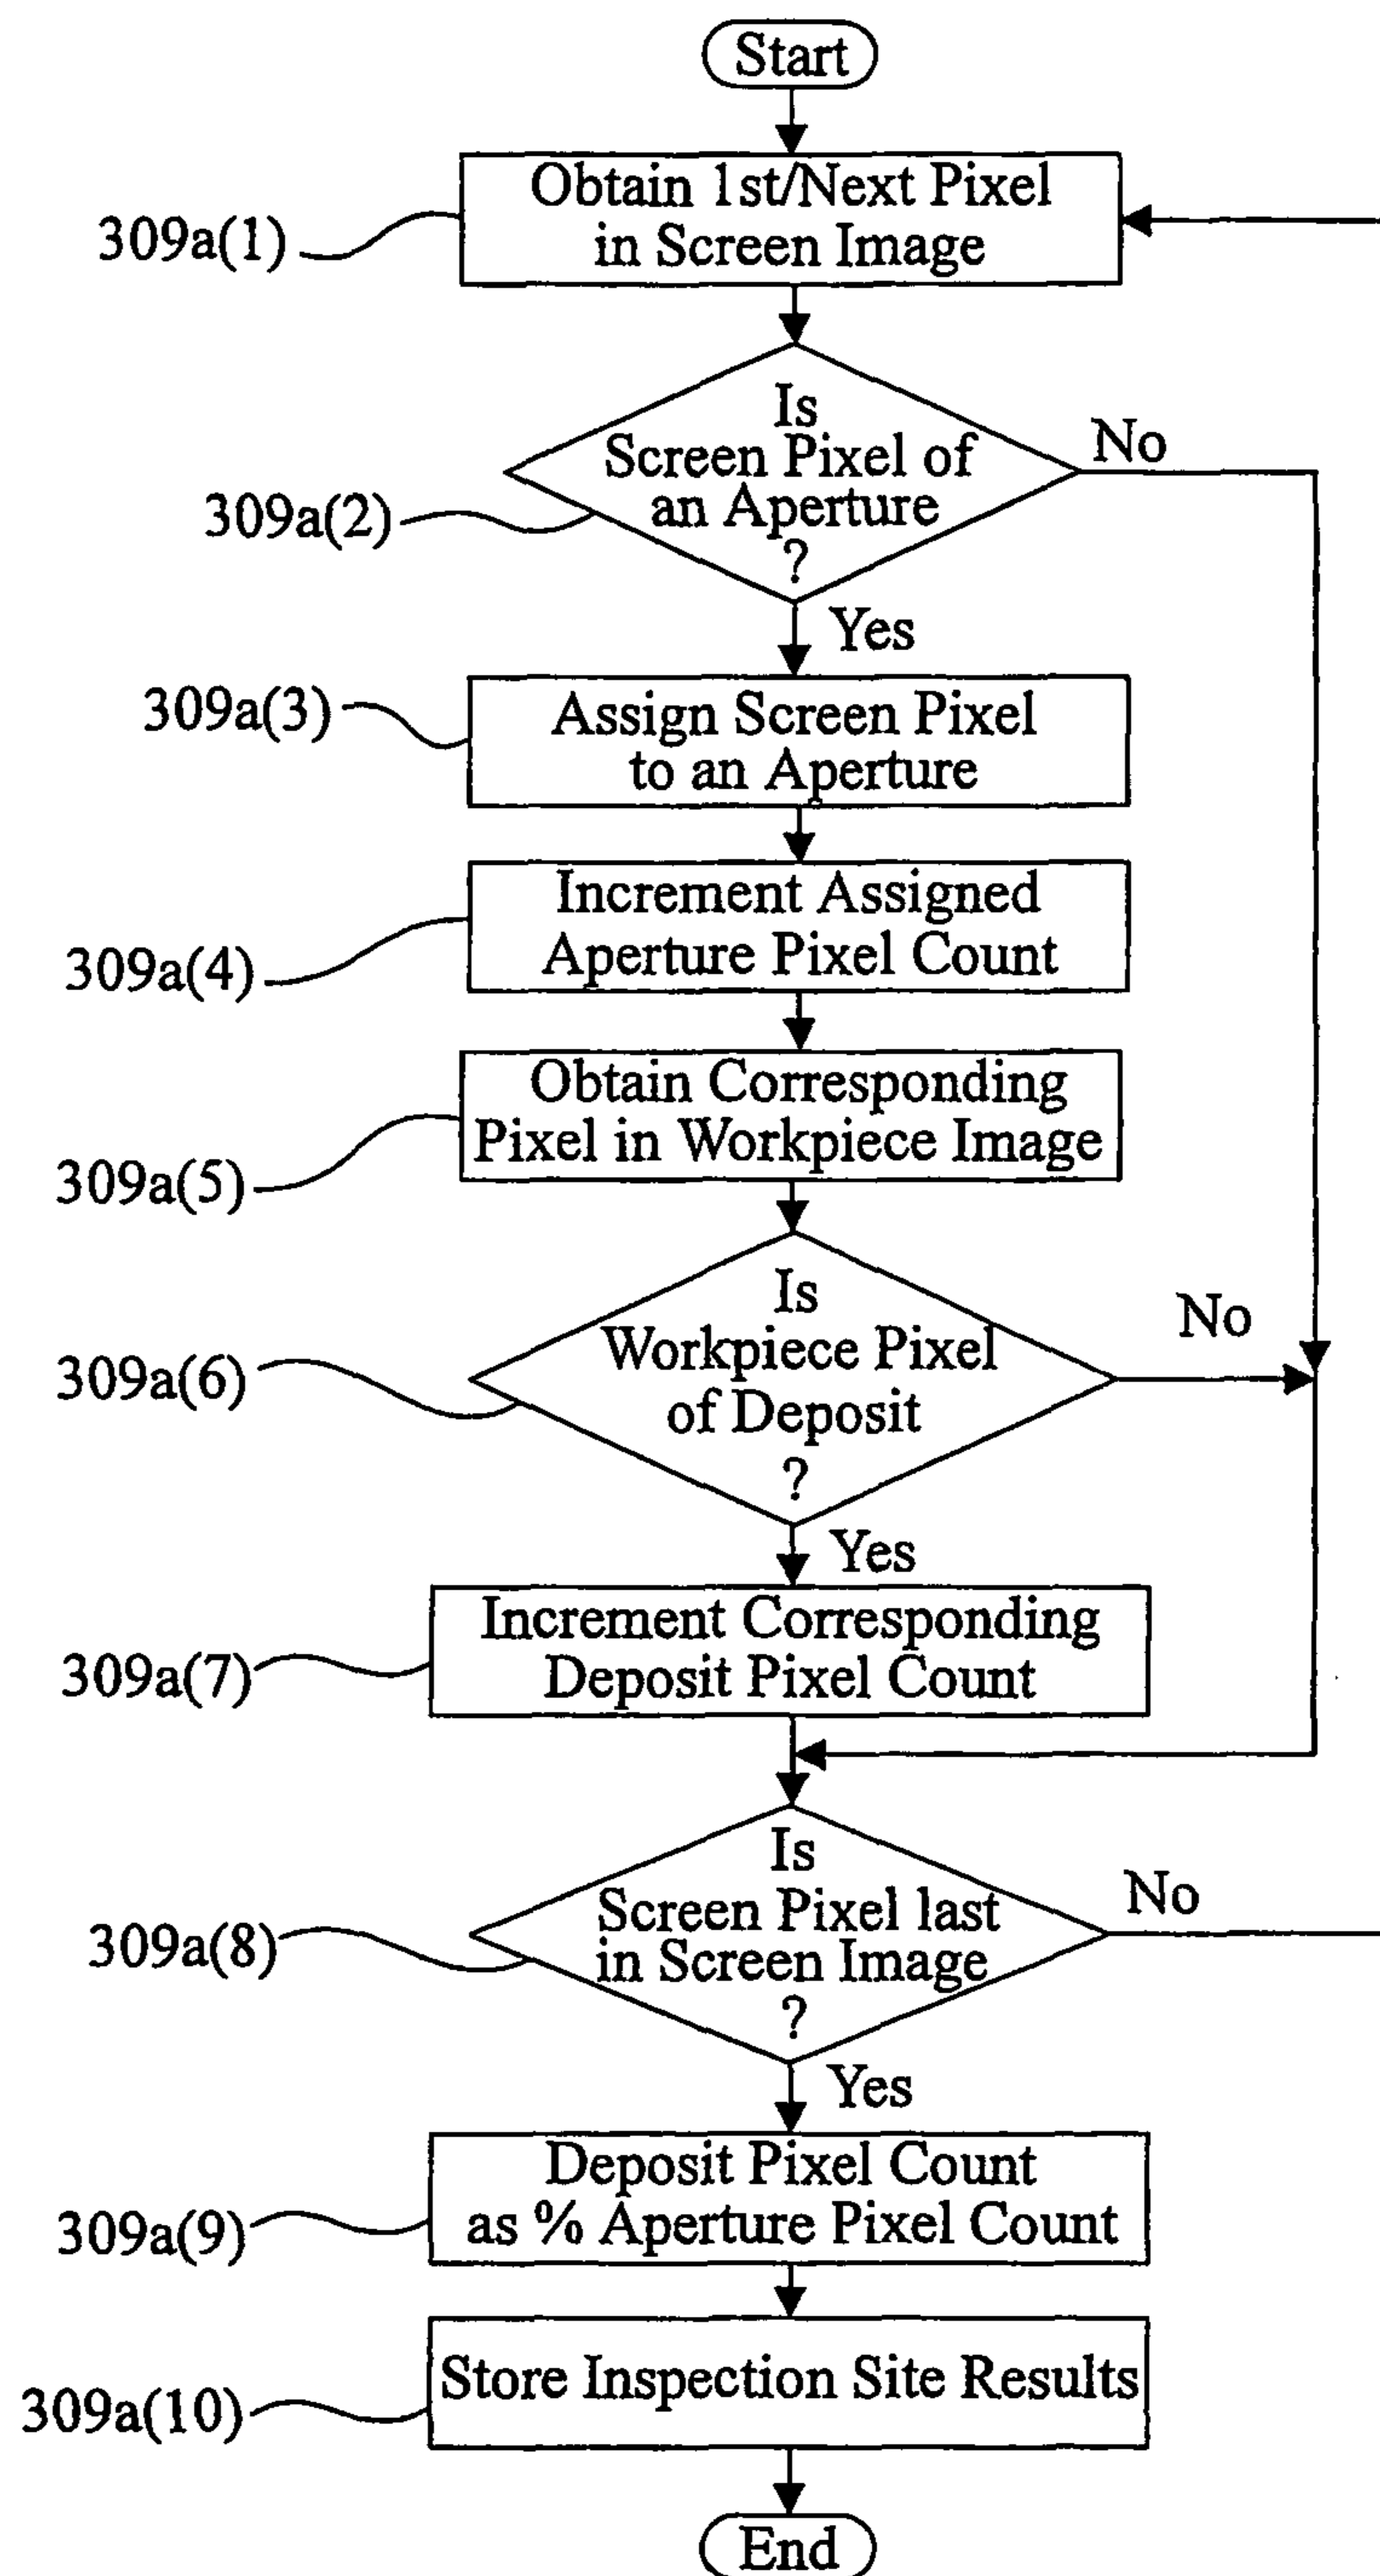 Start
Obtain 1st/Next Pixel
in Screen Image
309a(1)
Is
Screen Pixel of
an Aperture
?
No
309a(2)
Yes
309a(3)
Assign Screen Pixel
to an Aperture
Increment Assigned
Aperture Pixel Count
309a(4)
Obtain Corresponding
Pixel in Workpiece Image
309a(5)
Is
Workpiece Pixel
of Deposit
?
No
309a(6)
Yes
Increment Corresponding
Deposit Pixel Count
309a(7)
Is
Screen Pixel last
in Screen Image
?
No
309a(8)
Yes
Deposit Pixel Count
as % Aperture Pixel Count
309a(9)
Store Inspection Site Results
309a(10)
End